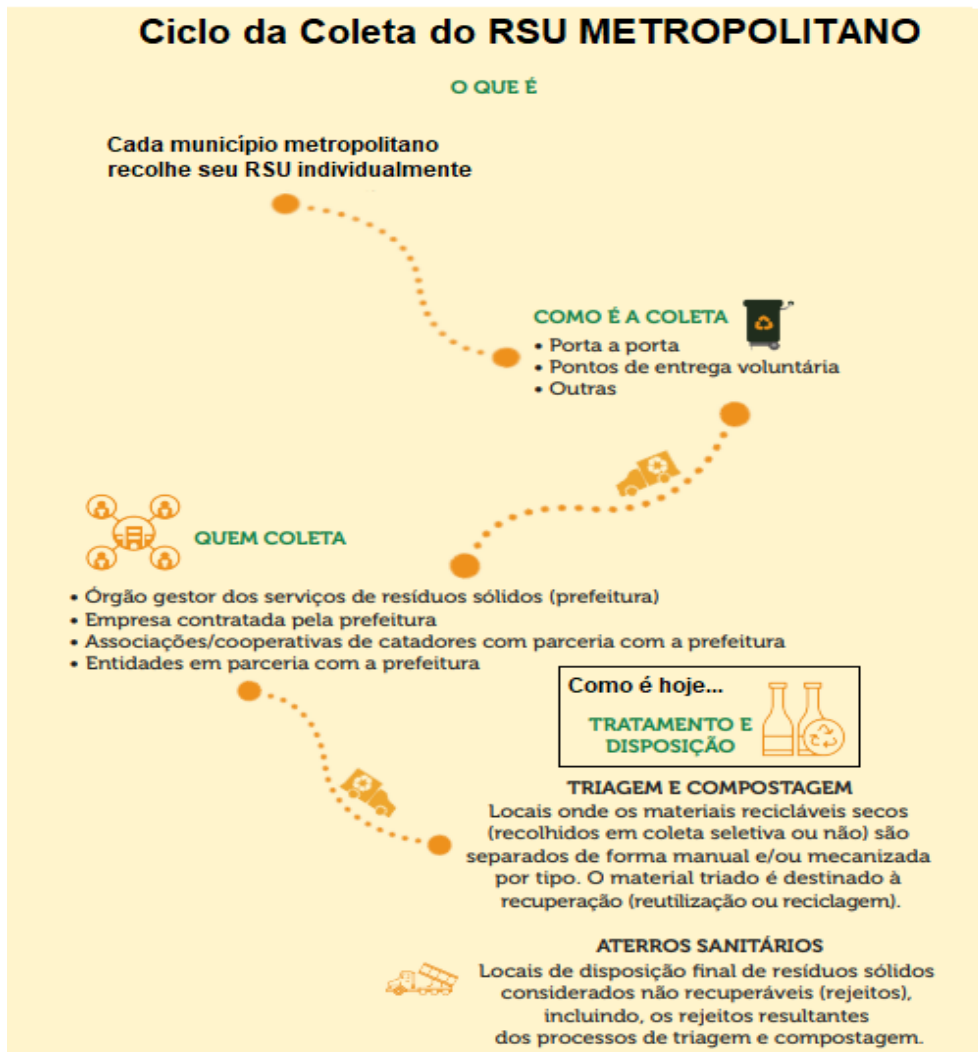 Ciclo da Coleta do RSU METROPOLITANO
O QUE É
Cada município metropolitano
recolhe seu RSU individualmente
COMO É A COLETA
• Porta a porta
• Pontos de entrega voluntária
• Outras
QUEM COLETA
• Órgão gestor dos serviços de resíduos sólidos (prefeitura)
• Empresa contratada pela prefeitura
• Associações/cooperativas de catadores com parceria com a prefeitura
• Entidades em parceria com a prefeitura
Como é hoje...
TRATAMENTO E
DISPOSIÇÃO
TRIAGEM E COMPOSTAGEM
Locais onde os materiais recicláveis secos
(recolhidos em coleta seletiva ou não) são
separados de forma manual e/ou mecanizada
por tipo. O material triado é destinado à
recuperação (reutilização ou reciclagem).
ATERROS SANITÁRIOS
Locais de disposição final de resíduos sólidos
considerados não recuperáveis (rejeitos),
incluindo, os rejeitos resultantes
dos processos de triagem e compostagem.